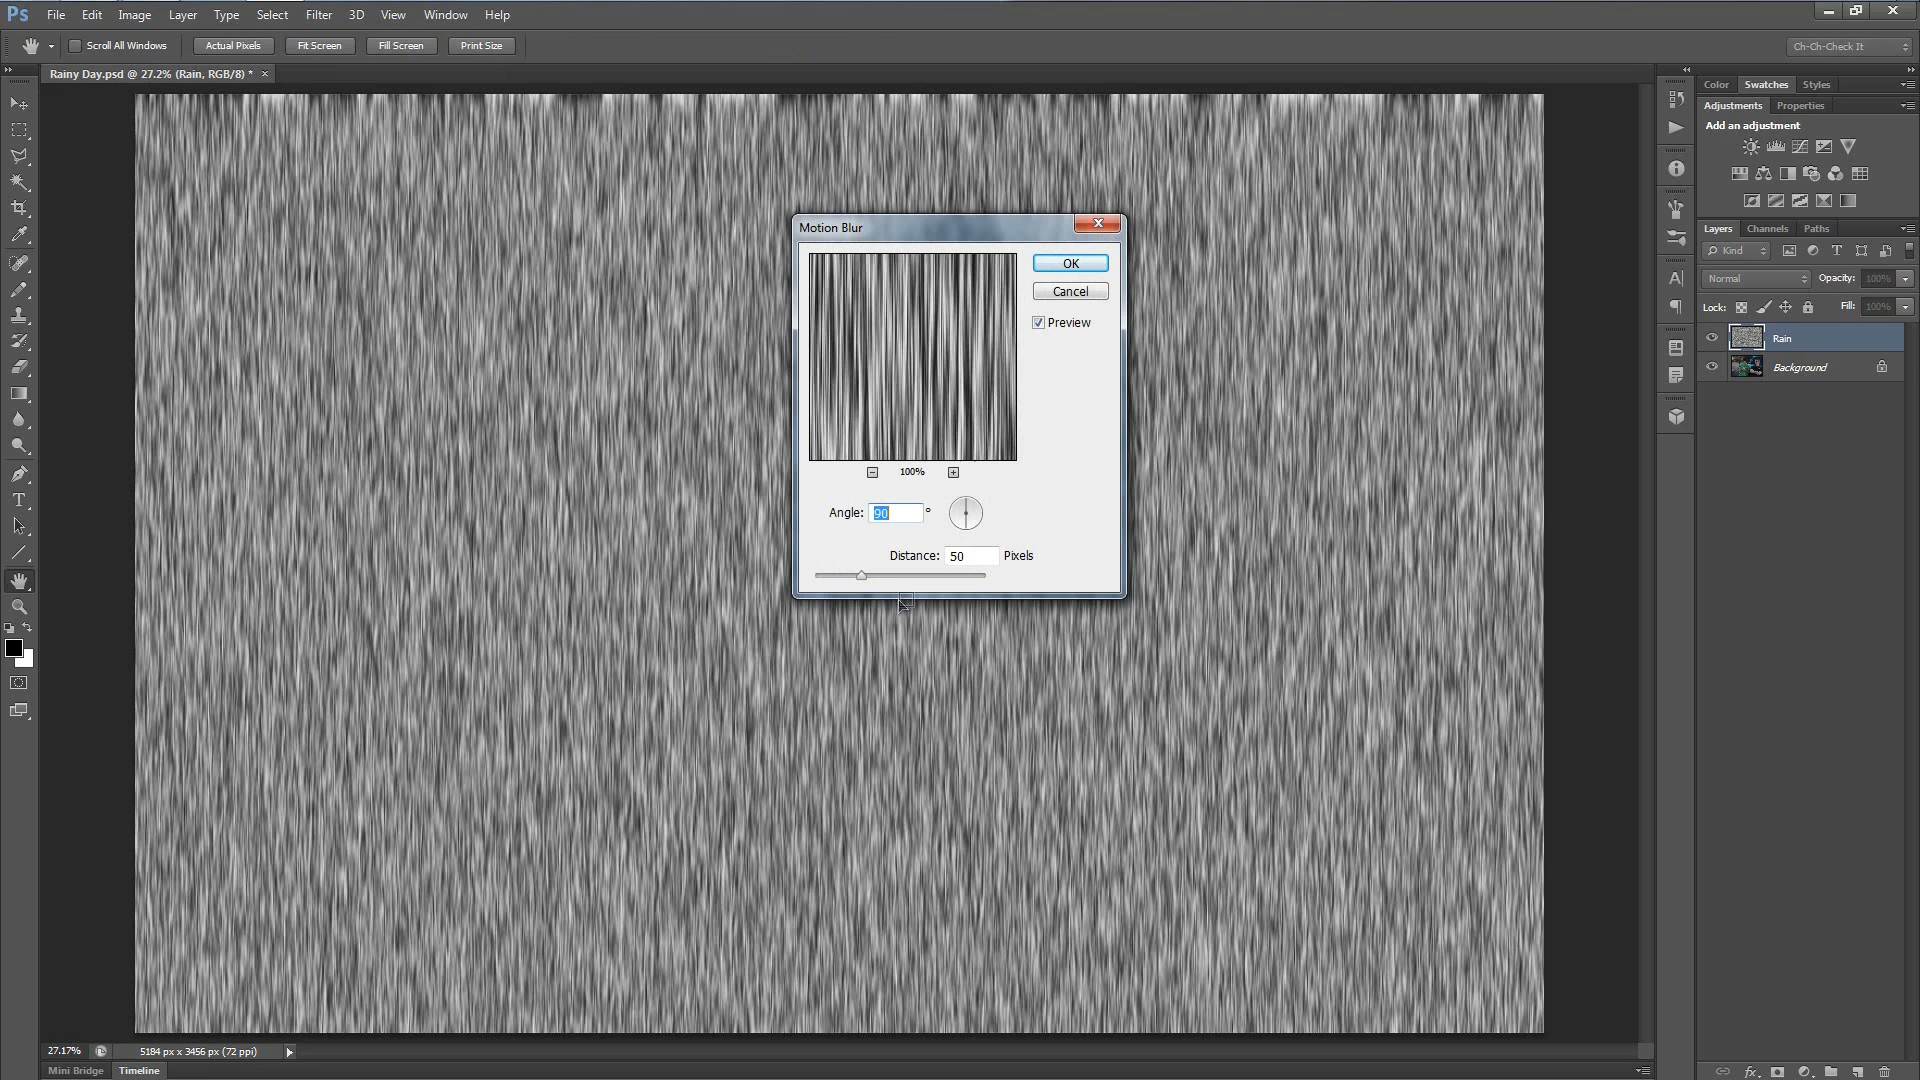 Ps File Edit Image Layer Type Select Filter 3D View Window Help
Scroll All Windows Actual Pixels Fit Screen Fill Screen Print Size Ch-Ch-Check It
Rainy Day.psd @ 27.2% (Rain, RGB/8) *
Color Swatches Styles
Adjustments Properties
Add an adjustment
Motion Blur
OK
Cancel
Preview
100%
Angle: 90 °
Distance: 50 Pixels
Layers Channels Paths
Kind
Normal Opacity: 100%
Lock: Fill: 100%
Rain
Background
27.17% 5184 px x 3456 px (72 ppi)
Mini Bridge Timeline